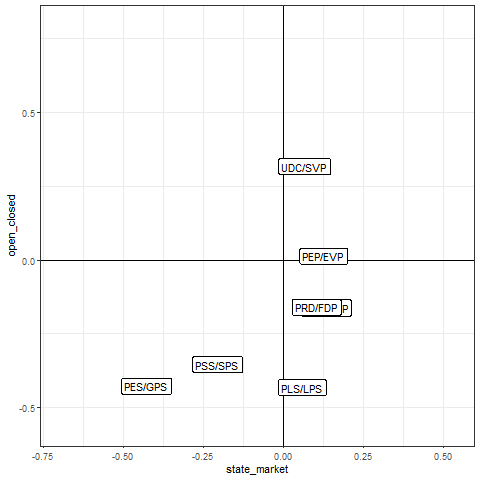 0.5
UDC/SVP
PEP/EVP
0.0
PRD/FDP
P
PSS/SPS
PES/GPS
PLS/LPS
-0.5
-0.75
-0.50
-0.25
0.00
0.25
0.50
state_market
open_closed